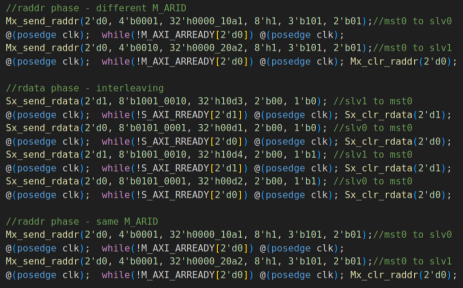 //raddr phase - different M_ARID
Mx_send_raddr(2'd0, 4'b0001, 32'h0000_10a1, 8'h1, 3'b101, 2'b01);//mst0 to slv0
@(posedge clk);  while(!M_AXI_ARREADY[2'd0]) @(posedge clk);
Mx_send_raddr(2'd0, 4'b0010, 32'h0000_20a2, 8'h1, 3'b101, 2'b01);//mst0 to slv1
@(posedge clk);  while(!M_AXI_ARREADY[2'd0]) @(posedge clk); Mx_clr_raddr(2'd0);
//rdata phase - interleaving
Sx_send_rdata(2'd1, 8'b1001_0010, 32'h10d3, 2'b00, 1'b0); //slv1 to mst0
@(posedge clk);  while(!S_AXI_RREADY[2'd1]) @(posedge clk); Sx_clr_rdata(2'd1);
Sx_send_rdata(2'd0, 8'b0101_0001, 32'h00d1, 2'b00, 1'b0); //slv0 to mst0
@(posedge clk);  while(!S_AXI_RREADY[2'd0]) @(posedge clk); Sx_clr_rdata(2'd0);
Sx_send_rdata(2'd1, 8'b1001_0010, 32'h10d4, 2'b00, 1'b1); //slv1 to mst0
@(posedge clk);  while(!S_AXI_RREADY[2'd1]) @(posedge clk); Sx_clr_rdata(2'd1);
Sx_send_rdata(2'd0, 8'b0101_0001, 32'h00d2, 2'b00, 1'b1); //slv0 to mst0
@(posedge clk);  while(!S_AXI_RREADY[2'd0]) @(posedge clk); Sx_clr_rdata(2'd0);
//raddr phase - same M_ARID
Mx_send_raddr(2'd0, 4'b0001, 32'h0000_10a1, 8'h1, 3'b101, 2'b01);//mst0 to slv0
@(posedge clk);  while(!M_AXI_ARREADY[2'd0]) @(posedge clk);
Mx_send_raddr(2'd0, 4'b0001, 32'h0000_20a2, 8'h1, 3'b101, 2'b01);//mst0 to slv1
@(posedge clk);  while(!M_AXI_ARREADY[2'd0]) @(posedge clk); Mx_clr_raddr(2'd0);